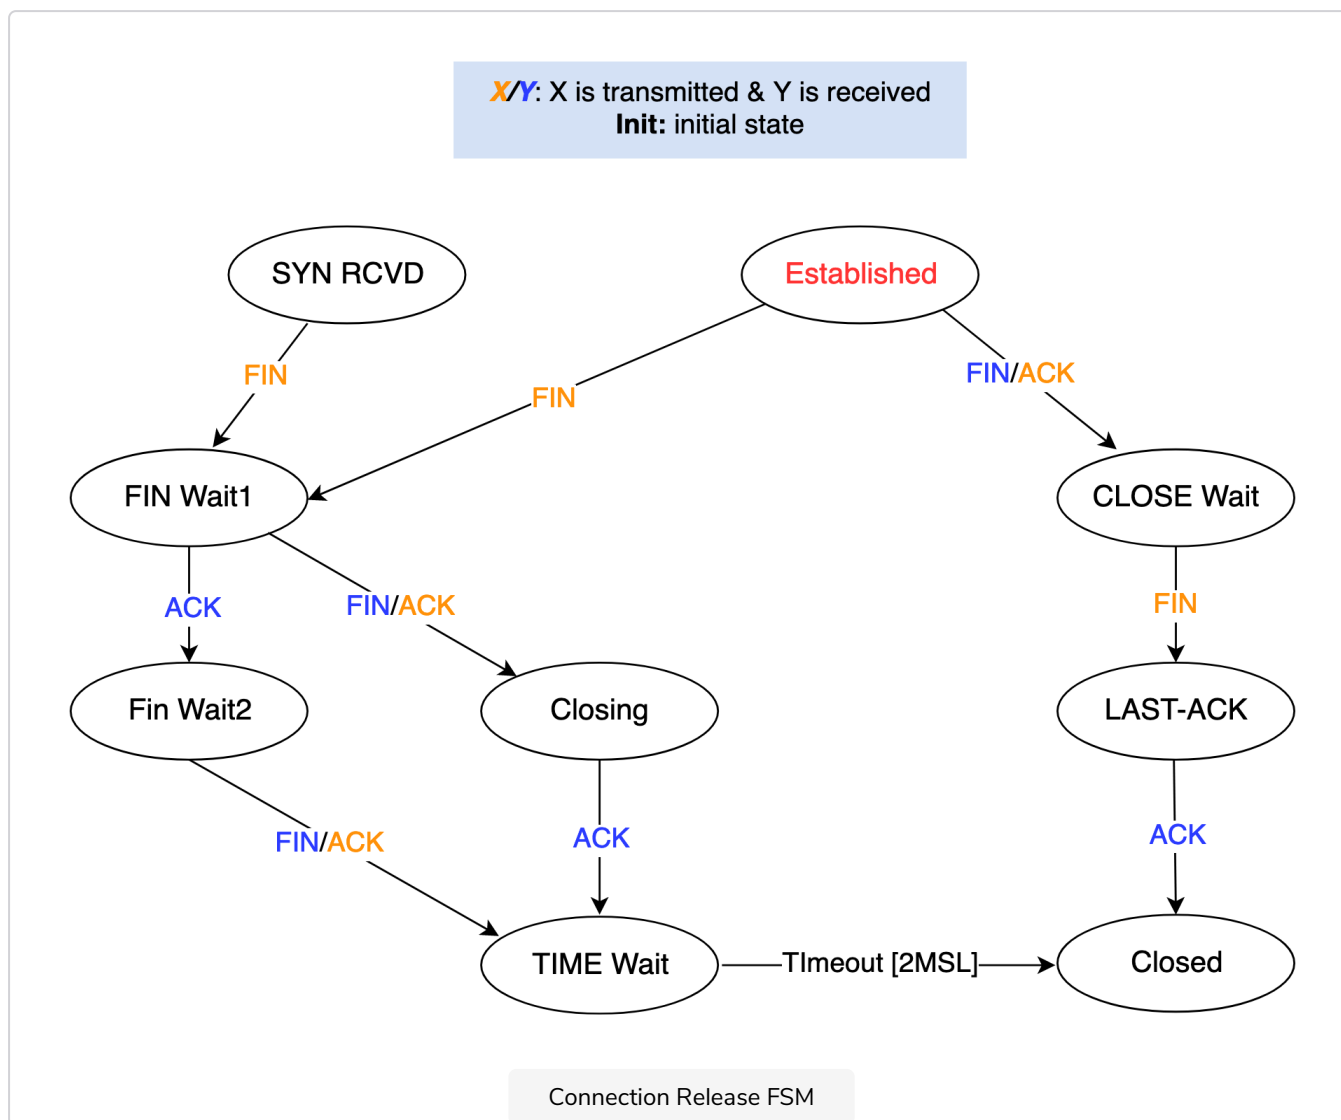 X/Y: X is transmitted & Y is received
Init: initial state
SYN RCVD
Established
FIN
FIN
FIN/ACK
FIN Wait1
CLOSE Wait
ACK
FIN/ACK
FIN
Fin Wait2
Closing
LAST-ACK
FIN/ACK
ACK
ACK
TIME Wait
TImeout [2MSL]
Closed
Connection Release FSM